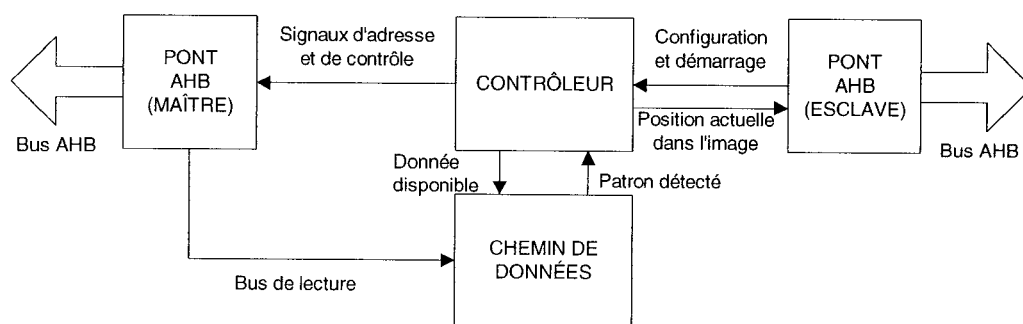 Signaux d'adresse
et de contrôle
Configuration
et démarrage
PONT
AHB
(MAÎTRE)
CONTRÔLEUR
PONT
AHB
(ESCLAVE)
Bus AHB
Position actuelle
dans l'image
Bus AHB
Donnée
disponible
Patron détecté
CHEMIN DE
DONNÉES
Bus de lecture